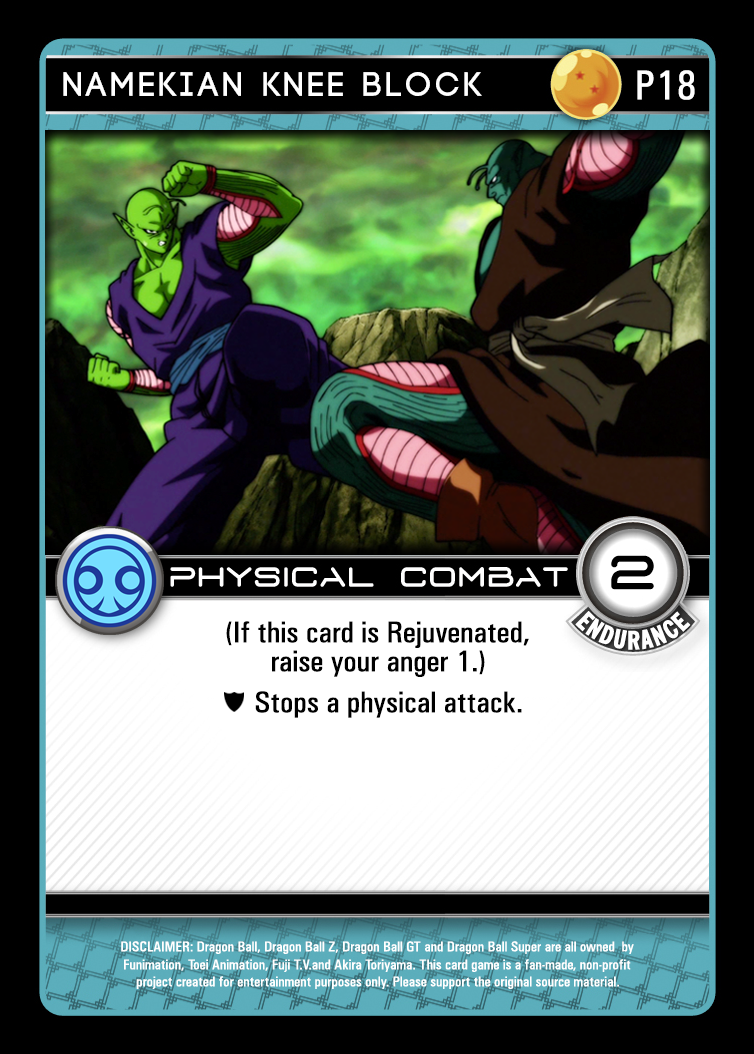 NAMEKIAN KNEE BLOCK P18
PHYSICAL COMBAT 2
ENDURANCE
(If this card is Rejuvenated,
raise your anger 1.)
Stops a physical attack.
DISCLAIMER: Dragon Ball, Dragon Ball Z, Dragon Ball GT and Dragon Ball Super are all owned by
Funimation, Toei Animation, Fuji T.V.and Akira Toriyama. This card game is a fan-made, non-profit
project created for entertainment purposes only. Please support the original source material.